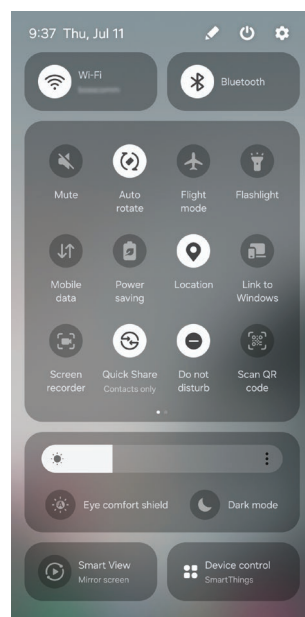 9:37 Thu, Jul 11
Wi-Fi
Bluetooth
Mute
Auto
rotate
Flight
mode
Flashlight
Mobile
data
Power
saving
Location
Link to
Windows
Screen
recorder
Quick Share
Contacts only
Do not
disturb
Scan QR
code
Eye comfort shield
Dark mode
Smart View
Mirror screen
Device control
SmartThings